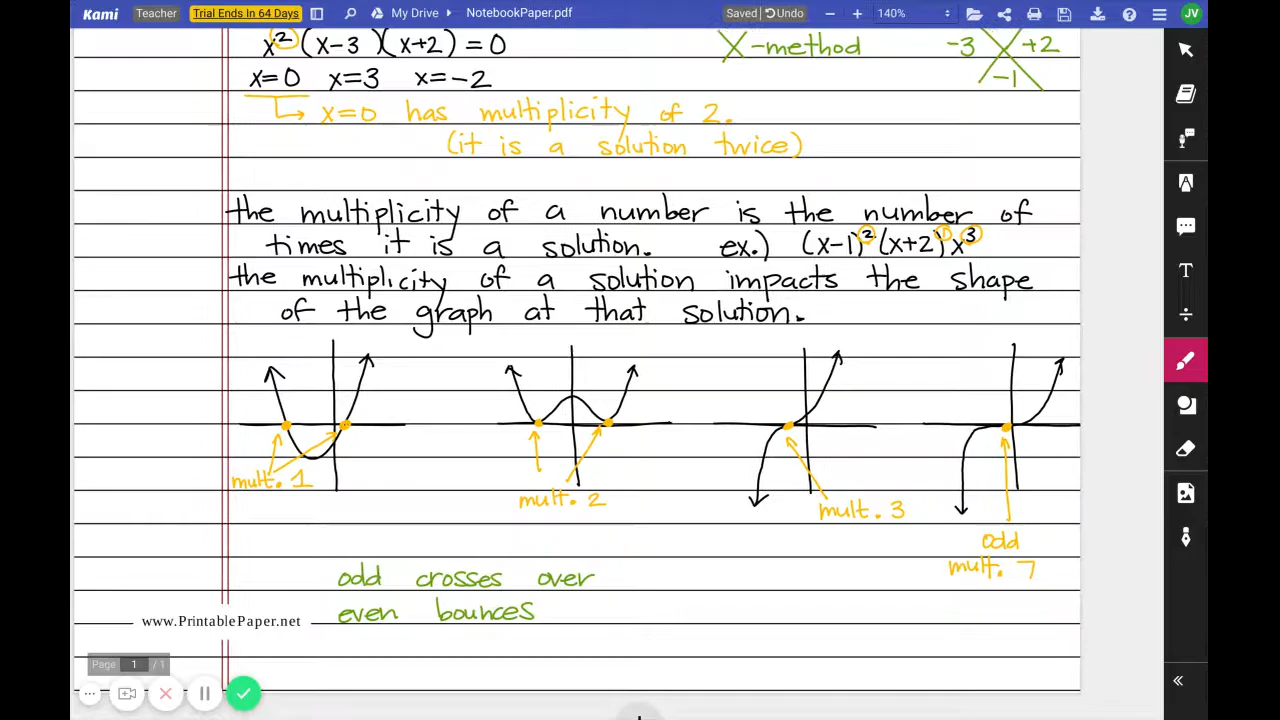 Kami Teacher Trial Ends In 64 Days My Drive NotebookPaper.pdf Saved Undo 140% JV
x²(x-3)(x+2)=0
x=0 x=3 x=-2
X-method
-3 +2
-1
x=0 has multiplicity of 2.
(it is a solution twice)
the multiplicity of a number is the number of
times it is a solution. ex.) (x-1)²(x+2)¹x³
the multiplicity of a solution impacts the shape
of the graph at that solution.
mult. 1
mult. 2
mult. 3
odd
mult. 7
odd crosses over
even bounces
www.PrintablePaper.net
Page 1 / 1